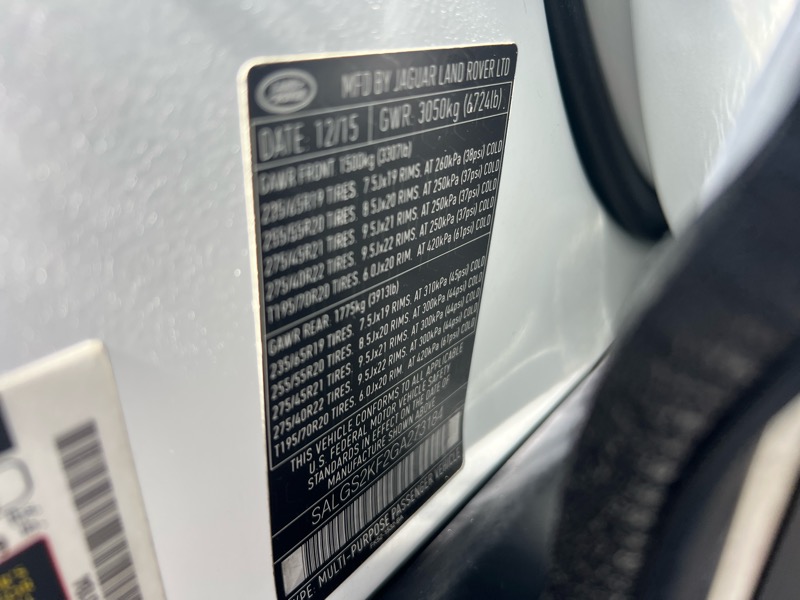 MFD BY JAGUAR LAND ROVER LTD
DATE: 12/15 GWR: 3050kg (6724lb)
GAWR FRONT 1500kg (3307lb)
235/65R19 TIRES. 7.5Jx19 RIMS. AT 260kPa (38psi) COLD
255/55R20 TIRES. 8.5Jx20 RIMS. AT 250kPa (37psi) COLD
275/45R21 TIRES. 9.5Jx21 RIMS. AT 250kPa (37psi) COLD
275/40R22 TIRES. 9.5Jx22 RIMS. AT 250kPa (37psi) COLD
T195/70R20 TIRES. 6.0Jx20 RIM. AT 420kPa (61psi) COLD
GAWR REAR: 1775kg (3913lb)
235/65R19 TIRES. 7.5Jx19 RIMS. AT 310kPa (45psi) COLD
255/55R20 TIRES. 8.5Jx20 RIMS. AT 300kPa (44psi) COLD
275/45R21 TIRES. 9.5Jx21 RIMS. AT 300kPa (44psi) COLD
275/40R22 TIRES. 9.5Jx22 RIMS. AT 300kPa (44psi) COLD
T195/70R20 TIRES. 6.0Jx20 RIM. AT 420kPa (61psi) COLD
THIS VEHICLE CONFORMS TO ALL APPLICABLE
U.S. FEDERAL MOTOR VEHICLE SAFETY
STANDARDS IN EFFECT ON THE DATE OF
MANUFACTURE SHOWN ABOVE
TYPE: MULTI-PURPOSE PASSENGER VEHICLE